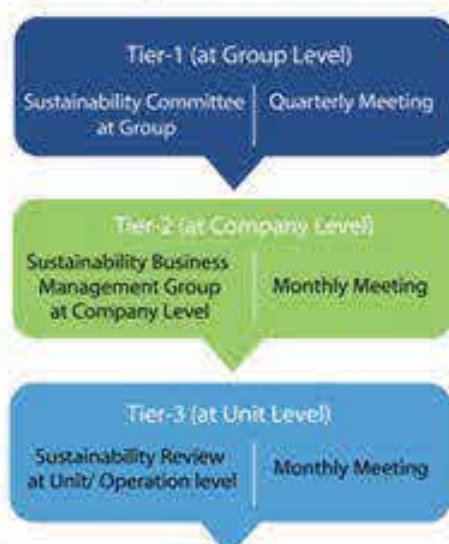 Tier-1 (at Group Level)
Sustainability Committee
at Group
Quarterly Meeting
Tier-2 (at Company Level)
Sustainability Business
Management Group
at Company Level
Monthly Meeting
Tier-3 (at Unit Level)
Sustainability Review
at Unit/ Operation level
Monthly Meeting